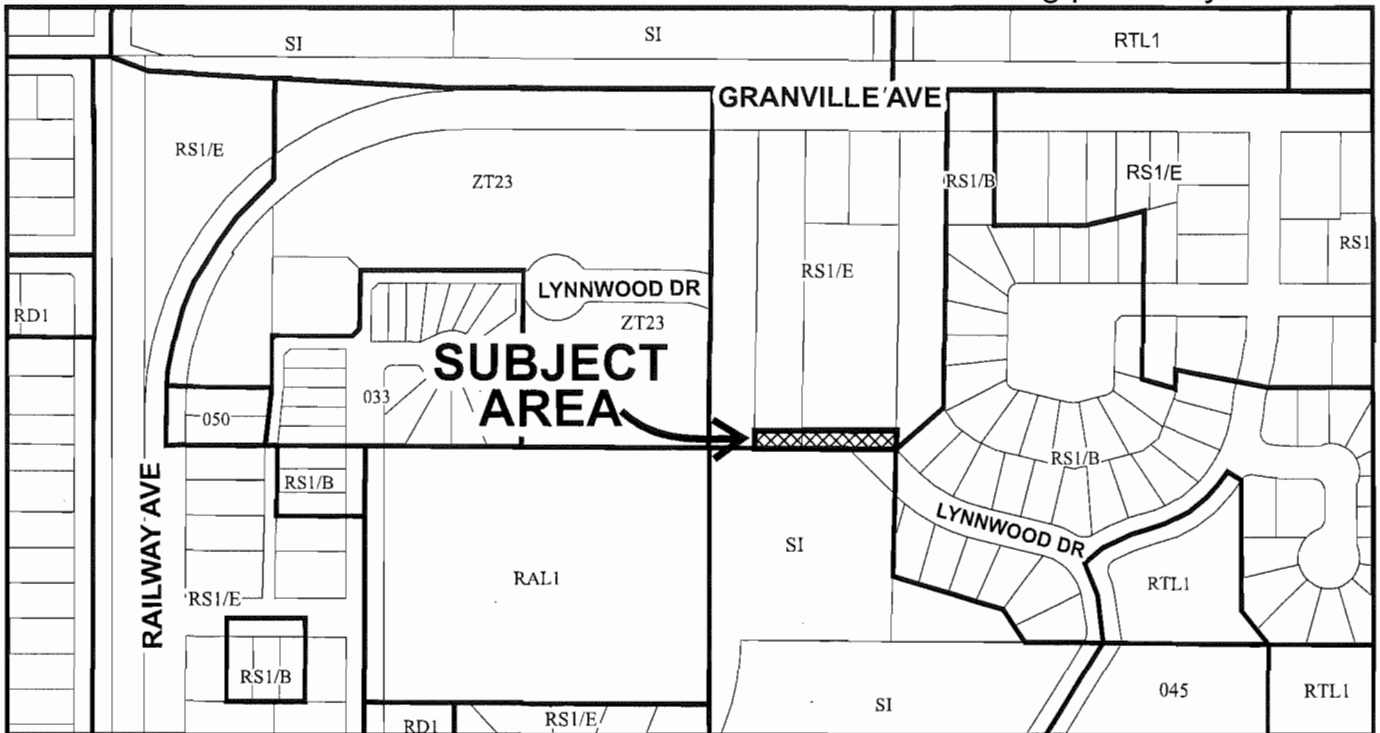 SI
SI
RTL1
GRANVILLE AVE
RS1/E
ZT23
RS1/B
RS1/E
RS1
RS1/E
LYNNWOOD DR
ZT23
RD1
SUBJECT
AREA
033
050
RS1/B
RS1/B
LYNNWOOD DR
RAILWAY AVE
SI
RAL1
RTL1
RS1/E
RS1/B
045
RTL1
SI
RD1
RS1/E